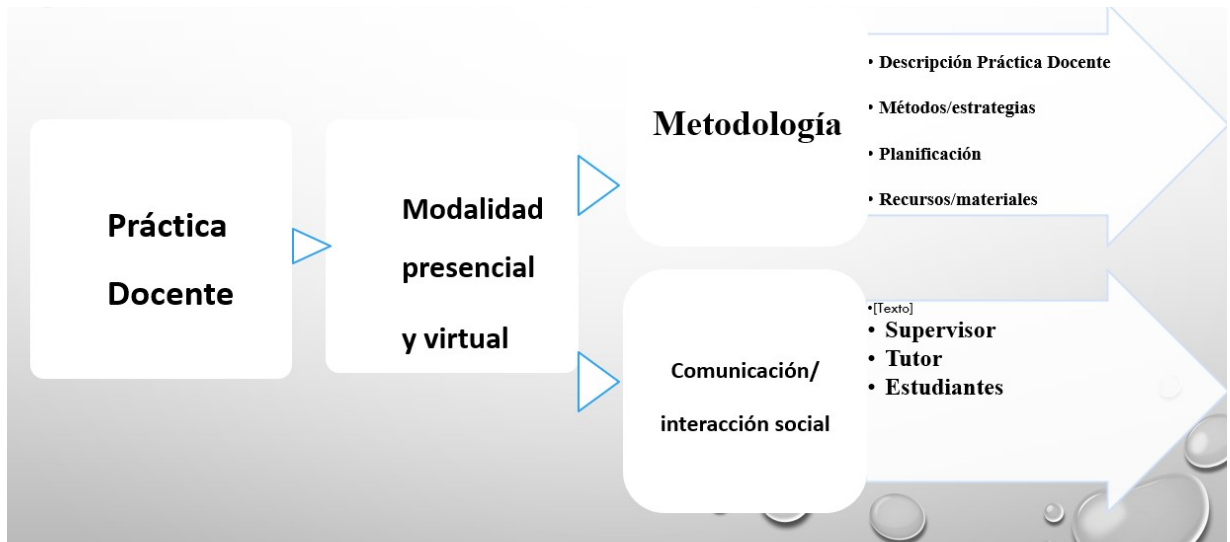 Práctica
Docente
Modalidad
presencial
y virtual
Metodología
• Descripción Práctica Docente
• Métodos/estrategias
• Planificación
• Recursos/materiales
Comunicación/
interacción social
•[Texto]
• Supervisor
• Tutor
• Estudiantes